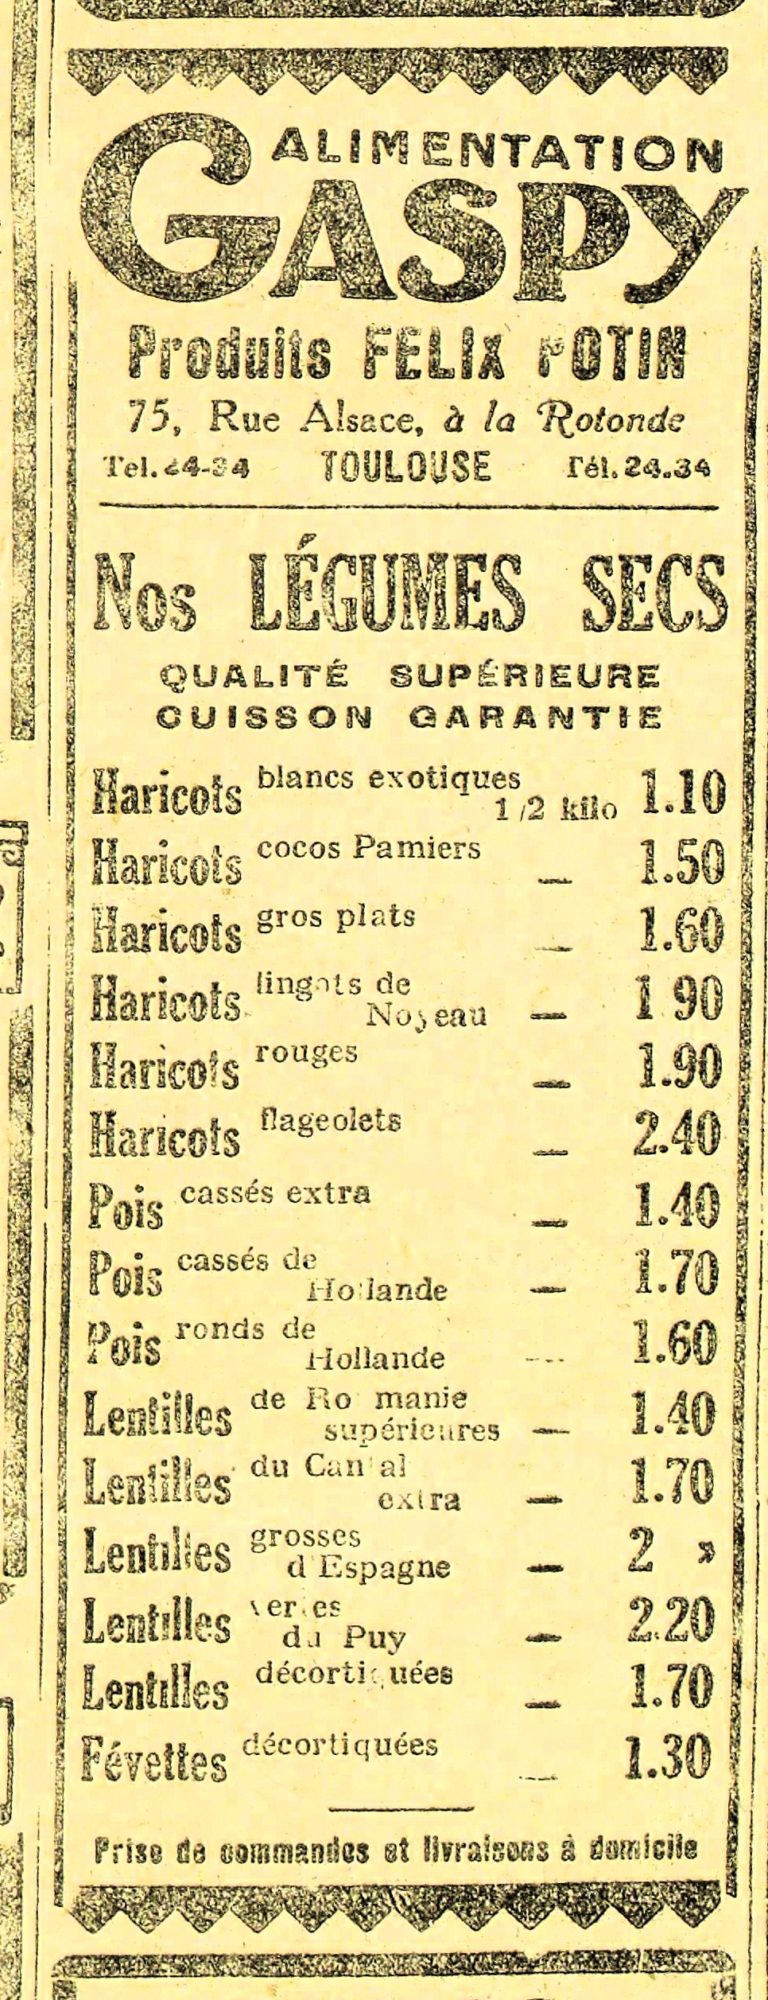 ALIMENTATION
GASPY
Produits FELIX POTIN
75, Rue Alsace, à la Rotonde
Tel. 24-34 TOULOUSE Tél. 24.34
Nos LÉGUMES SECS
QUALITÉ SUPÉRIEURE
CUISSON GARANTIE
Haricots blancs exotiques
1/2 kilo 1.10
Haricots cocos Pamiers — 1.50
Haricots gros plats — 1.60
Haricots lingots de
Noyeau — 1 90
Haricots rouges — 1.90
Haricots flageolets — 2.40
Pois cassés extra — 1.40
Pois cassés de
Hollande — 1.70
Pois ronds de
Hollande — 1.60
Lentilles de Ro manie
supérieures — 1.40
Lentilles du Cantal
extra — 1.70
Lentilles grosses
d'Espagne — 2 »
Lentilles vertes
du Puy — 2.20
Lentilles décortiquées — 1.70
Févettes décortiquées — 1.30
Prise de commandes et livraisons à domicile